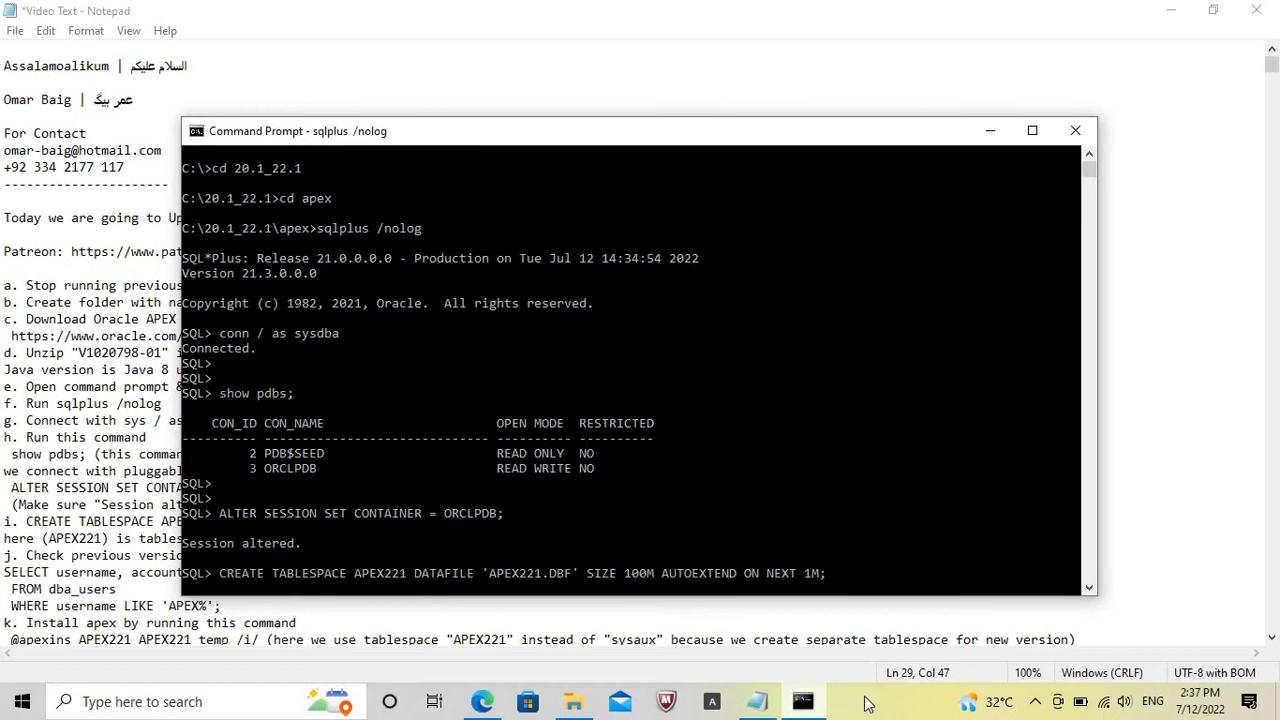 *Video Text - Notepad
File Edit Format View Help
Assalamoalikum | السلام عليكم
Omar Baig | عمر بیگ
For Contact
omar-baig@hotmail.com
+92 334 2177 117
----------------------
Today we are going to Up
Patreon: https://www.pat
a. Stop running previous
b. Create folder with na
c. Download Oracle APEX
https://www.oracle.com/
d. Unzip "V1020798-01" i
Java version is Java 8 u
e. Open command prompt &
f. Run sqlplus /nolog
g. Connect with sys / as
h. Run this command
show pdbs; (this comman
we connect with pluggabl
ALTER SESSION SET CONTA
(Make sure "Session alt
i. CREATE TABLESPACE APE
here (APEX221) is tables
j. Check previous versio
SELECT username, account
FROM dba_users
WHERE username LIKE 'APEX%';
k. Install apex by running this command
@apexins APEX221 APEX221 temp /i/ (here we use tablespace "APEX221" instead of "sysaux" because we create separate tablespace for new version)
Command Prompt - sqlplus /nolog
C:\>cd 20.1_22.1
C:\20.1_22.1>cd apex
C:\20.1_22.1\apex>sqlplus /nolog
SQL*Plus: Release 21.0.0.0.0 - Production on Tue Jul 12 14:34:54 2022
Version 21.3.0.0.0
Copyright (c) 1982, 2021, Oracle. All rights reserved.
SQL> conn / as sysdba
Connected.
SQL>
SQL>
SQL> show pdbs;
CON_ID CON_NAME OPEN MODE RESTRICTED
---------- ------------------------------ ---------- ----------
2 PDB$SEED READ ONLY NO
3 ORCLPDB READ WRITE NO
SQL>
SQL>
SQL> ALTER SESSION SET CONTAINER = ORCLPDB;
Session altered.
SQL> CREATE TABLESPACE APEX221 DATAFILE 'APEX221.DBF' SIZE 100M AUTOEXTEND ON NEXT 1M;
Ln 29, Col 47 100% Windows (CRLF) UTF-8 with BOM
Type here to search
A
32°C ENG 2:37 PM
7/12/2022